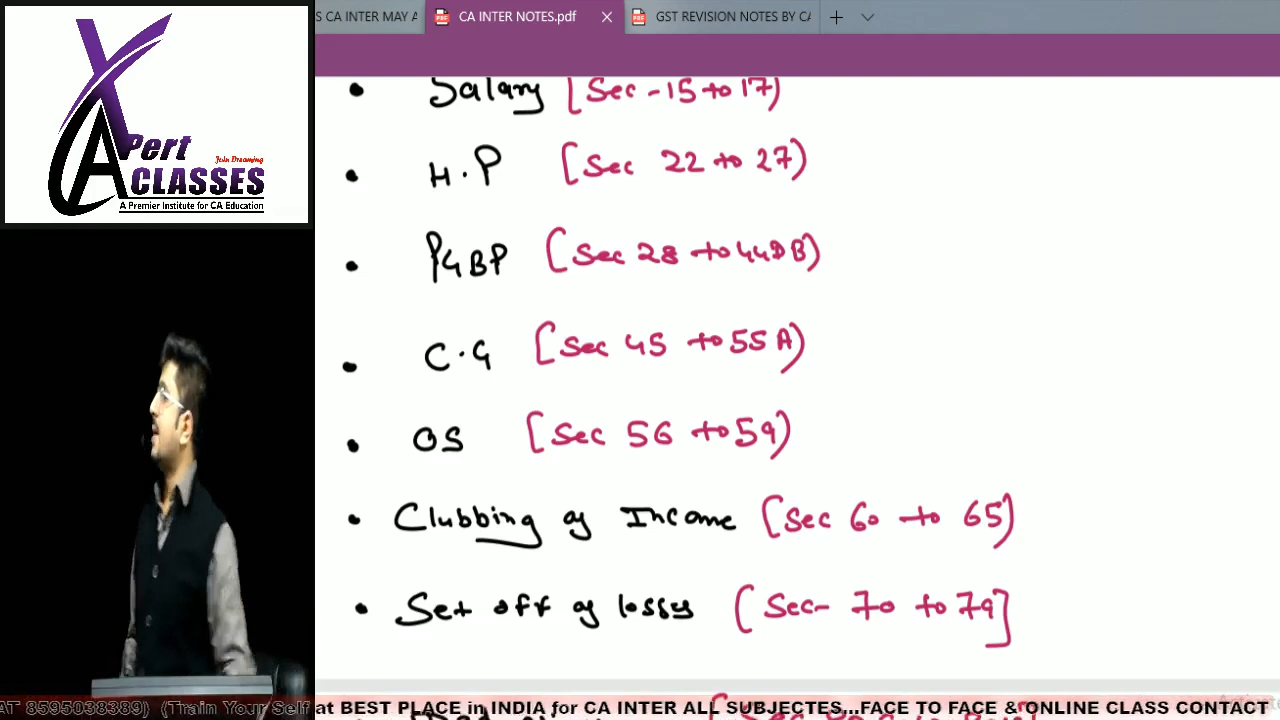 S CA INTER MAY A
CA INTER NOTES.pdf
GST REVISION NOTES BY CA
XPert
Join Dreaming
CA CLASSES
A Premier Institute for CA Education
• Salary [Sec - 15 to 17)
• H.P [Sec 22 to 27)
• PGBP [Sec 28 to 44DB)
• C.G [Sec 45 to 55A)
• OS [Sec 56 to 59)
• Clubbing of Income [Sec 60 to 65)
• Set off of losses [Sec- 70 to 79]
AT 8595038389) (Train Your Self at BEST PLACE in INDIA for CA INTER ALL SUBJECTES...FACE TO FACE & ONLINE CLASS CONTACT